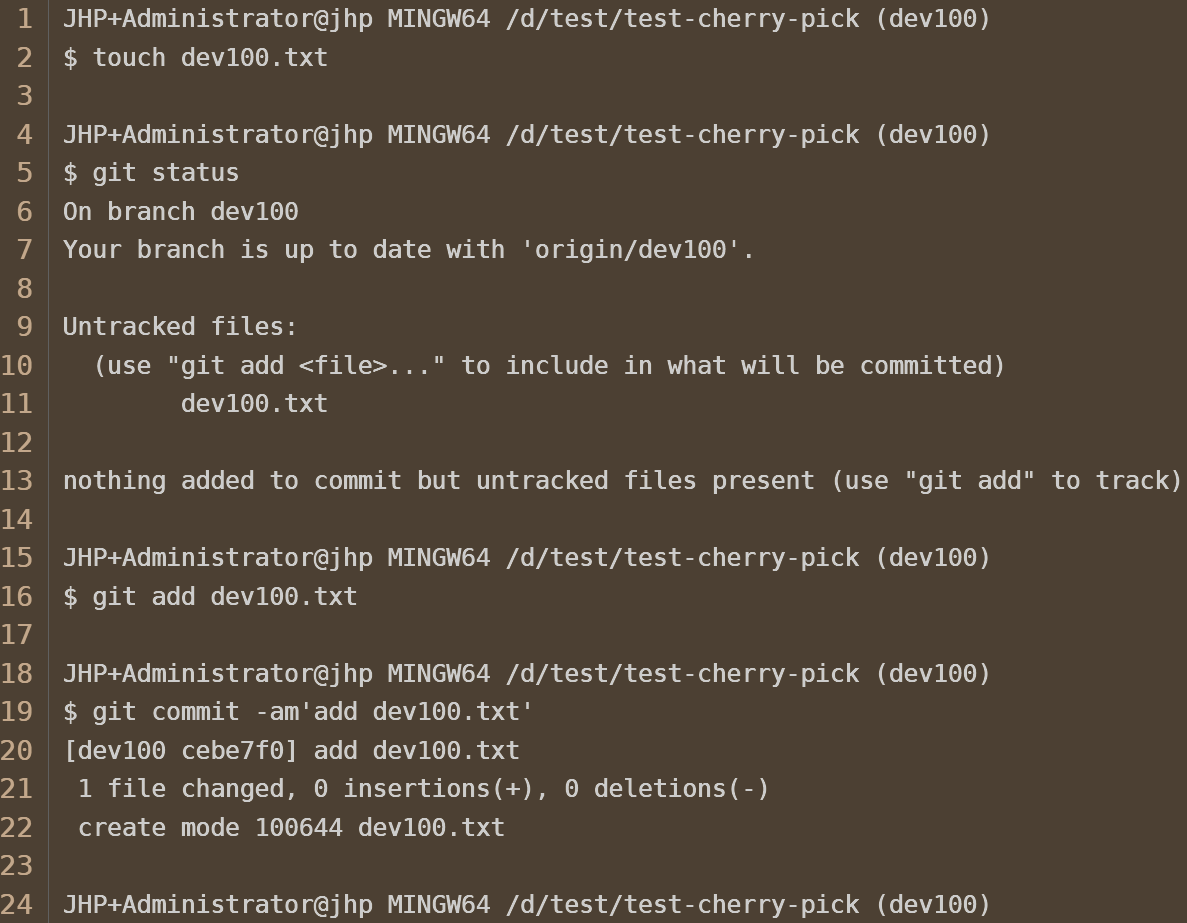 1 JHP+Administrator@jhp MINGW64 /d/test/test-cherry-pick (dev100)
2 $ touch dev100.txt
3
4 JHP+Administrator@jhp MINGW64 /d/test/test-cherry-pick (dev100)
5 $ git status
6 On branch dev100
7 Your branch is up to date with 'origin/dev100'.
8
9 Untracked files:
10   (use "git add <file>..." to include in what will be committed)
11         dev100.txt
12
13 nothing added to commit but untracked files present (use "git add" to track)
14
15 JHP+Administrator@jhp MINGW64 /d/test/test-cherry-pick (dev100)
16 $ git add dev100.txt
17
18 JHP+Administrator@jhp MINGW64 /d/test/test-cherry-pick (dev100)
19 $ git commit -am'add dev100.txt'
20 [dev100 cebe7f0] add dev100.txt
21  1 file changed, 0 insertions(+), 0 deletions(-)
22  create mode 100644 dev100.txt
23
24 JHP+Administrator@jhp MINGW64 /d/test/test-cherry-pick (dev100)